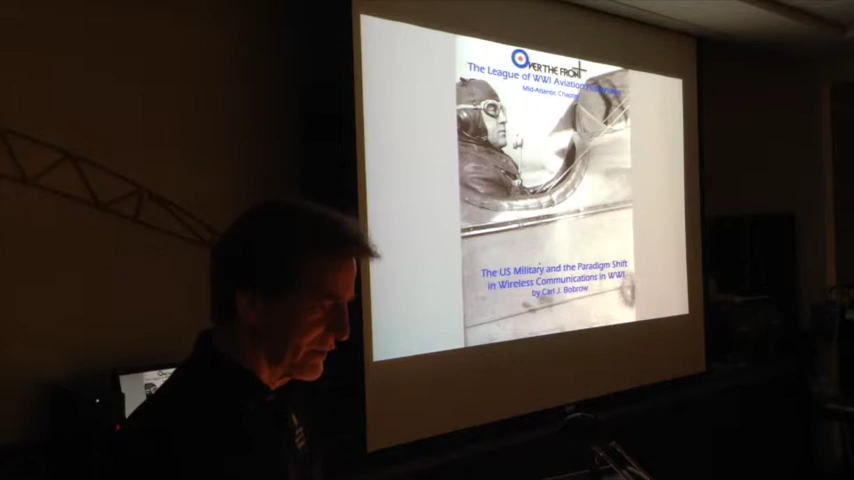 OVER THE FRONT
The League of WWI Aviation
Mid-Atlantic Chapter
The US Military and the Paradigm Shift
in Wireless Communications in WWI
by Carl J. Bobrow